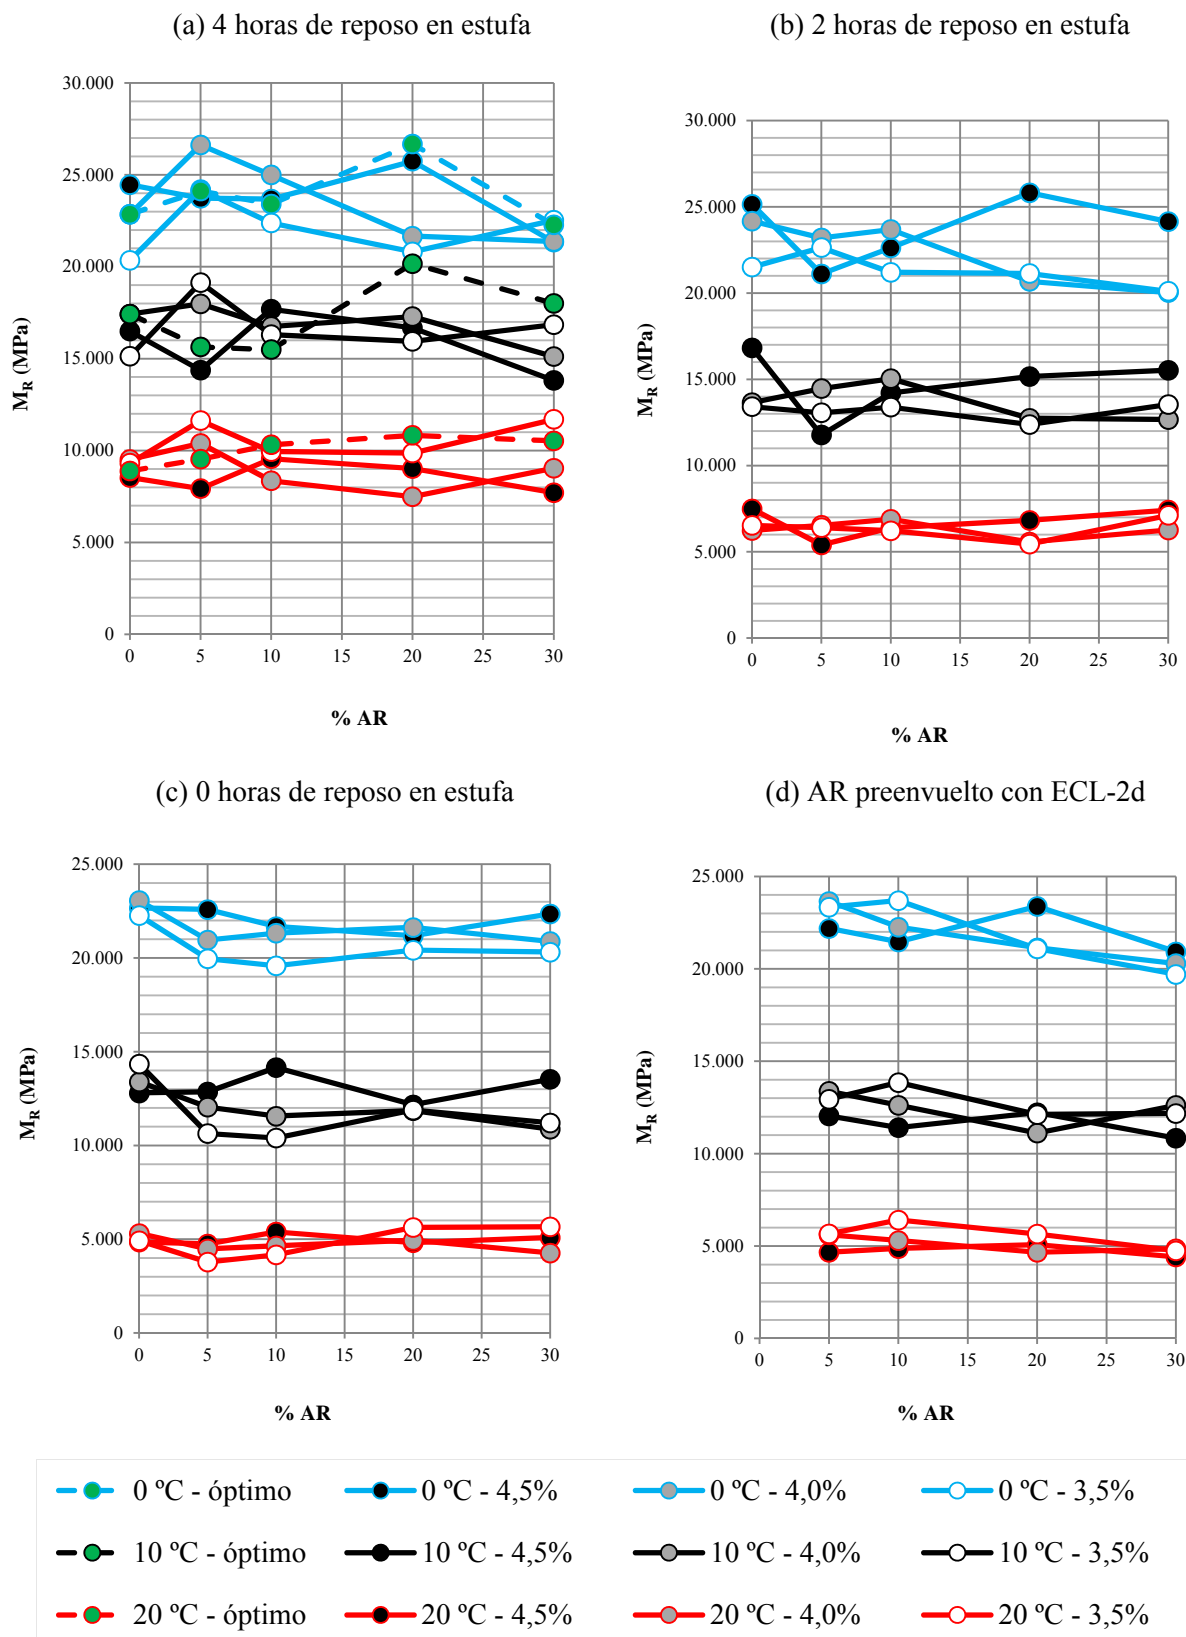 (a) 4 horas de reposo en estufa
30.000
25.000
20.000
15.000
10.000
5.000
0
M_R (MPa)
0 5 10 15 20 25 30
% AR
(b) 2 horas de reposo en estufa
30.000
25.000
20.000
15.000
10.000
5.000
0
M_R (MPa)
0 5 10 15 20 25 30
% AR
(c) 0 horas de reposo en estufa
25.000
20.000
15.000
10.000
5.000
0
M_R (MPa)
0 5 10 15 20 25 30
% AR
(d) AR preenvuelto con ECL-2d
25.000
20.000
15.000
10.000
5.000
0
M_R (MPa)
0 5 10 15 20 25 30
% AR
0 ºC - óptimo 0 ºC - 4,5% 0 ºC - 4,0% 0 ºC - 3,5%
10 ºC - óptimo 10 ºC - 4,5% 10 ºC - 4,0% 10 ºC - 3,5%
20 ºC - óptimo 20 ºC - 4,5% 20 ºC - 4,0% 20 ºC - 3,5%